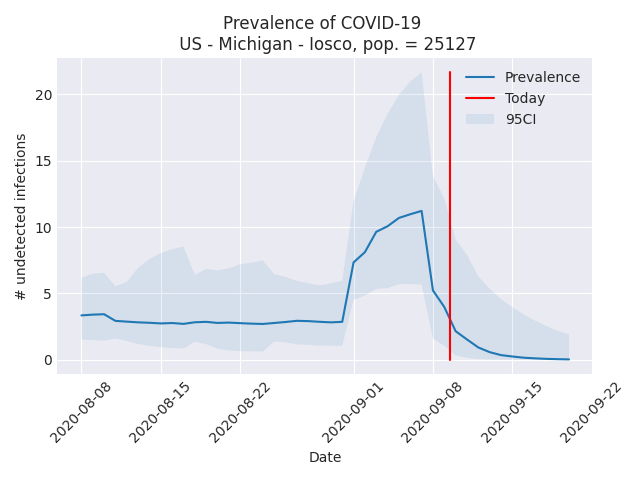 Prevalence of COVID-19
US - Michigan - Iosco, pop. = 25127
Prevalence
Today
95CI
# undetected infections
20
15
10
5
0
2020-08-08
2020-08-15
2020-08-22
2020-09-01
2020-09-08
2020-09-15
2020-09-22
Date